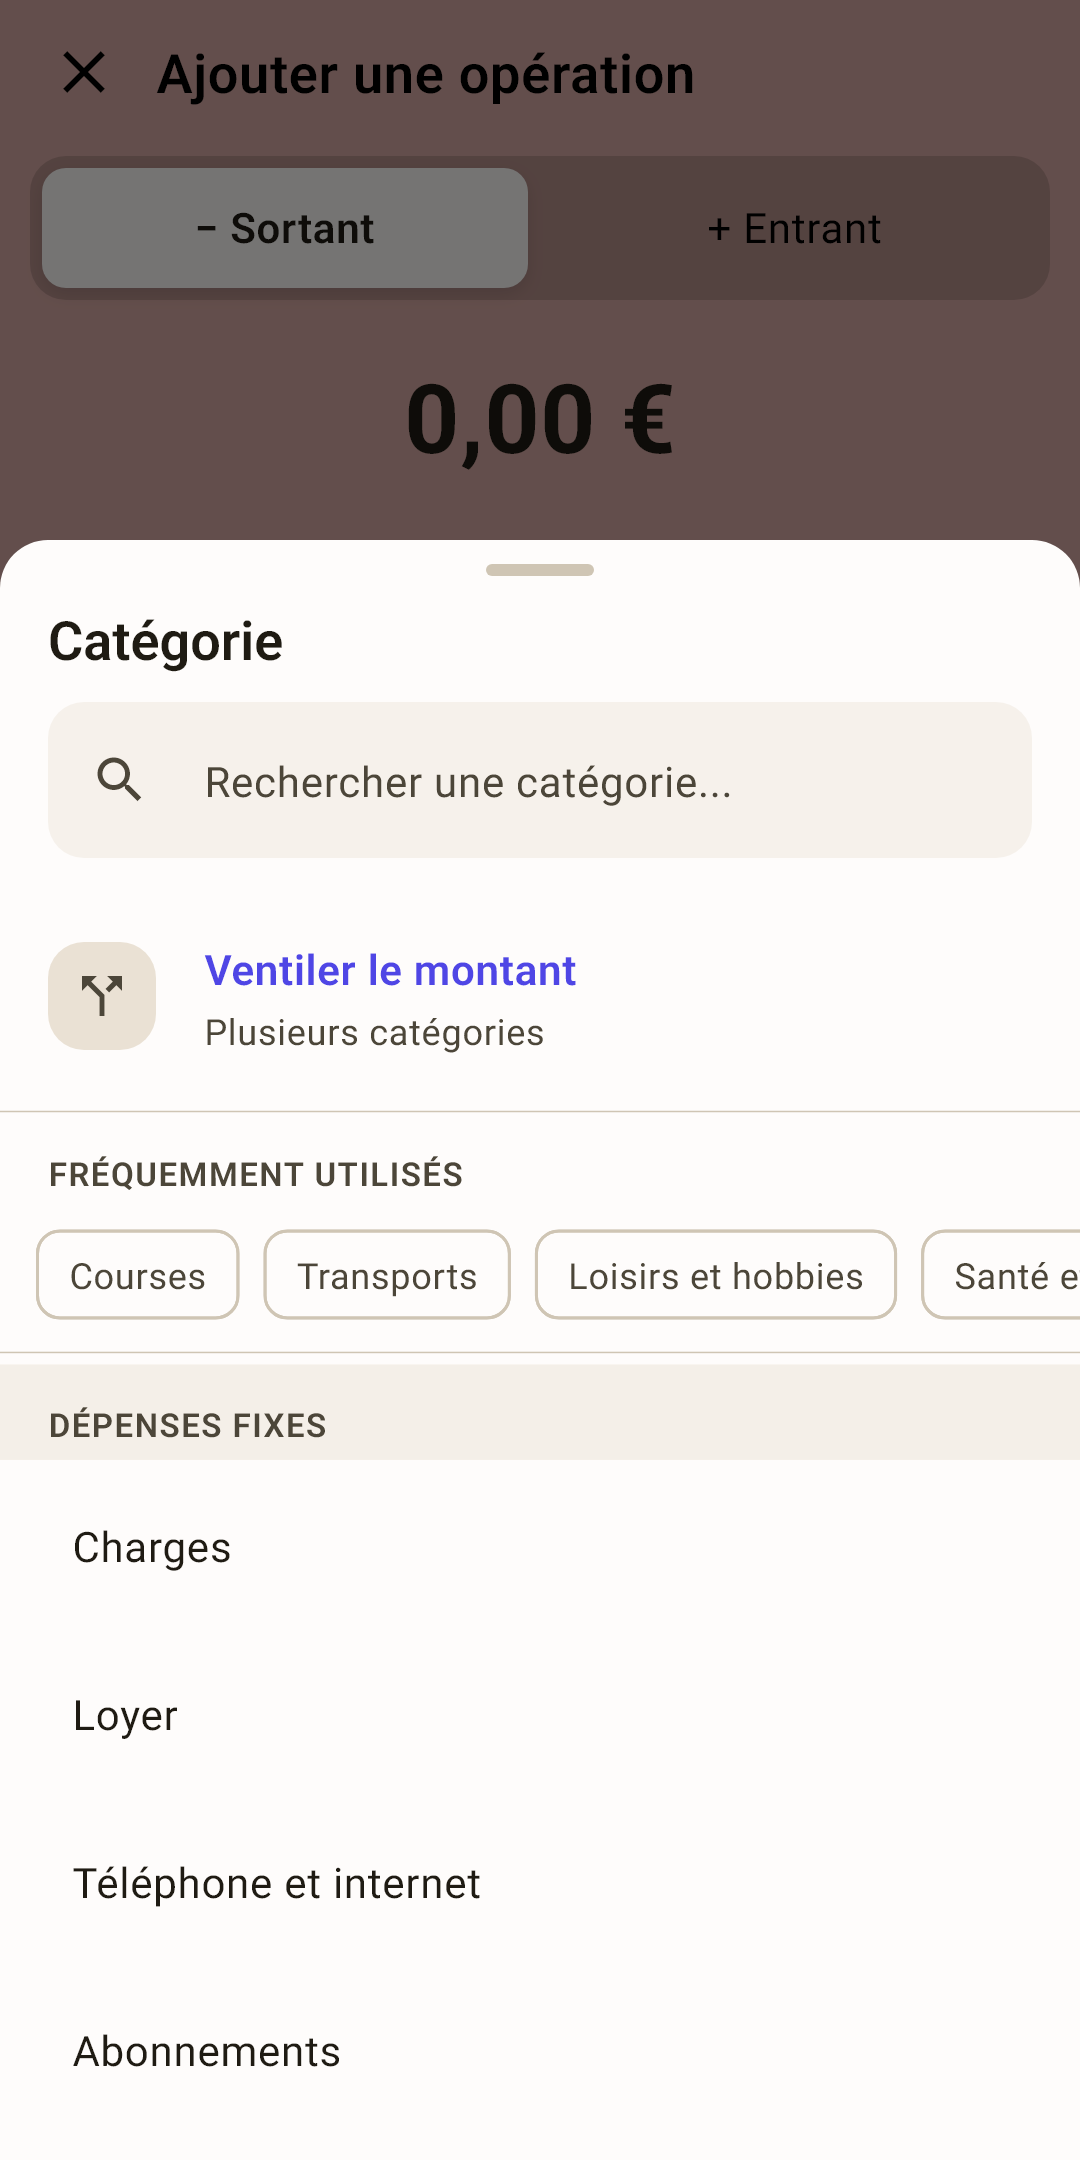 Ajouter une opération
− Sortant
+ Entrant
0,00 €
Catégorie
Rechercher une catégorie...
Ventiler le montant
Plusieurs catégories
FRÉQUEMMENT UTILISÉS
Courses
Transports
Loisirs et hobbies
Santé
DÉPENSES FIXES
Charges
Loyer
Téléphone et internet
Abonnements